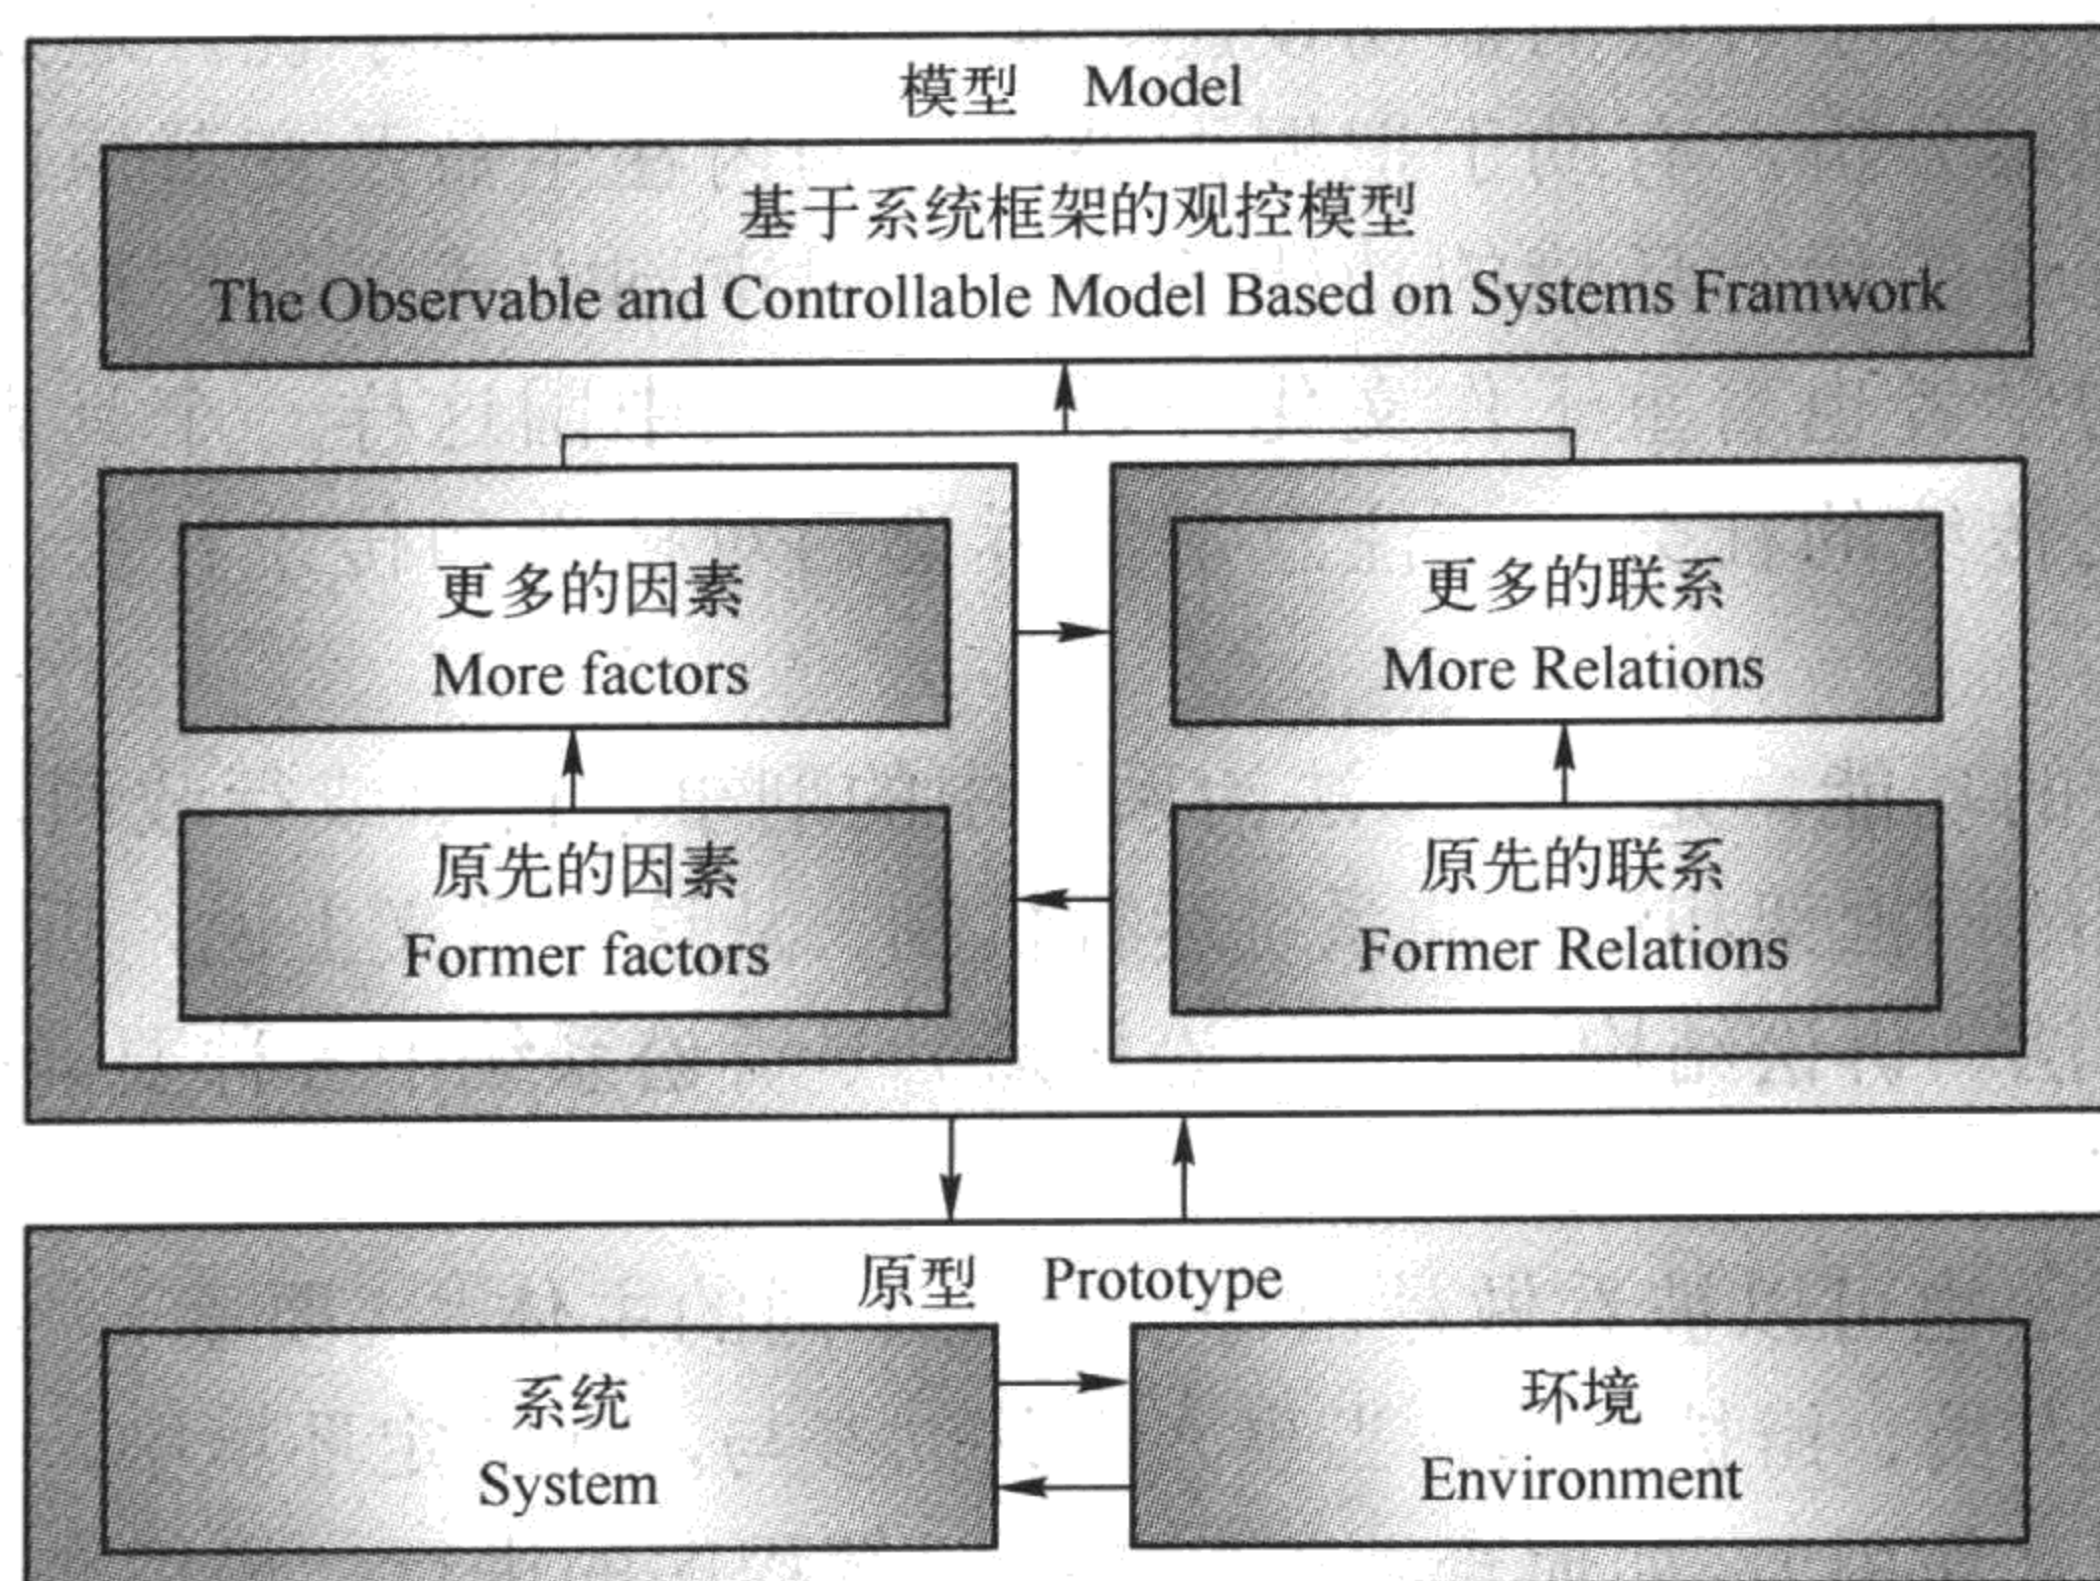 模型 Model
基于系统框架的观控模型
The Observable and Controllable Model Based on Systems Framwork
更多的因素
More factors
更多的联系
More Relations
原先的因素
Former factors
原先的联系
Former Relations
原型 Prototype
系统
System
环境
Environment